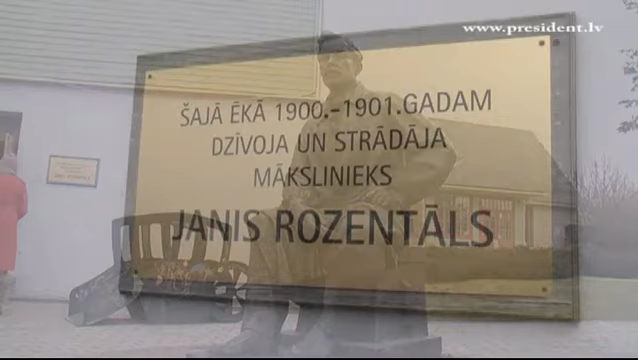 www.president.lv
ŠAJĀ ĒKĀ 1900.-1901.GADAM
DZĪVOJA UN STRĀDĀJA
MĀKSLINIEKS
JANIS ROZENTĀLS